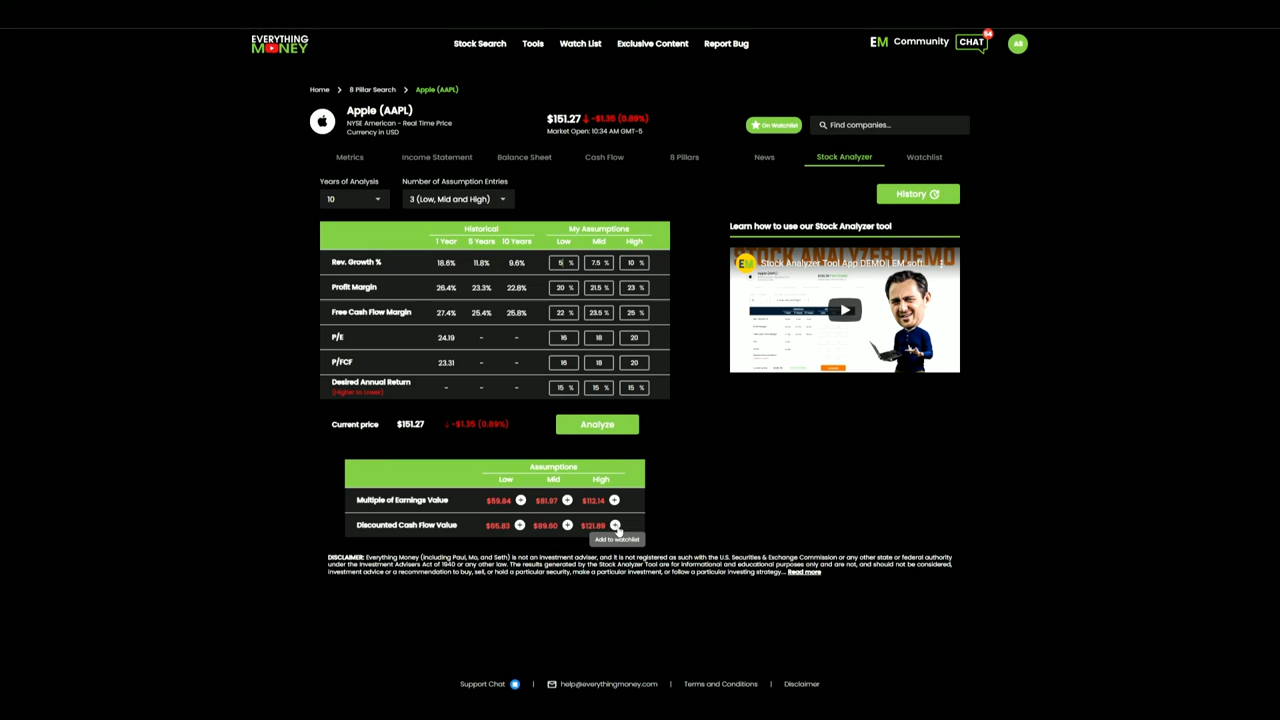 EVERYTHING
MONEY
Stock Search
Tools
Watch List
Exclusive Content
Report Bug
EM Community
CHAT
54
AS
Home > 8 Pillar Search > Apple (AAPL)
Apple (AAPL)
NYSE American - Real Time Price
Currency in USD
$151.27 ↓ -$1.35 (0.89%)
Market Open: 10:34 AM GMT-5
On Watchlist
Find companies...
Metrics
Income Statement
Balance Sheet
Cash Flow
8 Pillars
News
Stock Analyzer
Watchlist
Years of Analysis
10
Number of Assumption Entries
3 (Low, Mid and High)
History
Historical My Assumptions
1 Year 5 Years 10 Years Low Mid High
Rev. Growth % 18.6% 11.8% 9.6% 5 % 7.5 % 10 %
Profit Margin 26.4% 23.3% 22.8% 20 % 21.5 % 23 %
Free Cash Flow Margin 27.4% 25.4% 25.8% 22 % 23.5 % 25 %
P/E 24.19 - - 16 18 20
P/FCF 23.31 - - 16 18 20
Desired Annual Return - - - 15 % 15 % 15 %
(Higher to Lower)
Learn how to use our Stock Analyzer tool
STOCK ANALYZER DEMO
EM
Stock Analyzer Tool App DEMO | EM soft...
Current price $151.27 ↓ -$1.35 (0.89%)
Analyze
Assumptions
Low Mid High
Multiple of Earnings Value $59.84 $81.97 $112.14
Discounted Cash Flow Value $65.83 $89.60 $121.89
Add to watchlist
DISCLAIMER: Everything Money (including Paul, Mo, and Seth) is not an investment adviser, and it is not registered as such with the U.S. Securities & Exchange Commission or any other state or federal authority
under the Investment Advisers Act of 1940 or any other law. The results generated by the Stock Analyzer Tool are for informational and educational purposes only and are not, and should not be considered,
investment advice or a recommendation to buy, sell, or hold a particular security, make a particular investment, or follow a particular investing strategy... Read more
Support Chat | help@everythingmoney.com | Terms and Conditions | Disclaimer